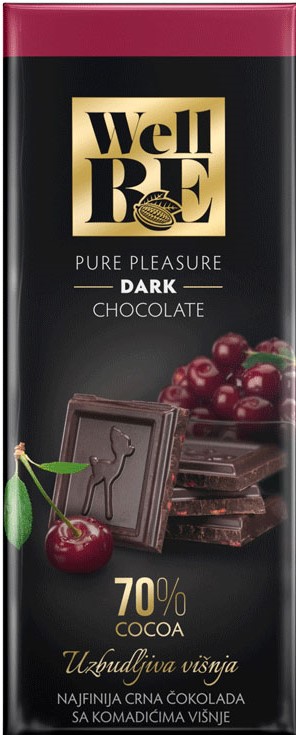 Well
BE
PURE PLEASURE
DARK
CHOCOLATE
70%
COCOA
Uzbudljiva višnja
NAJFINIJA CRNA ČOKOLADA
SA KOMADIĆIMA VIŠNJE